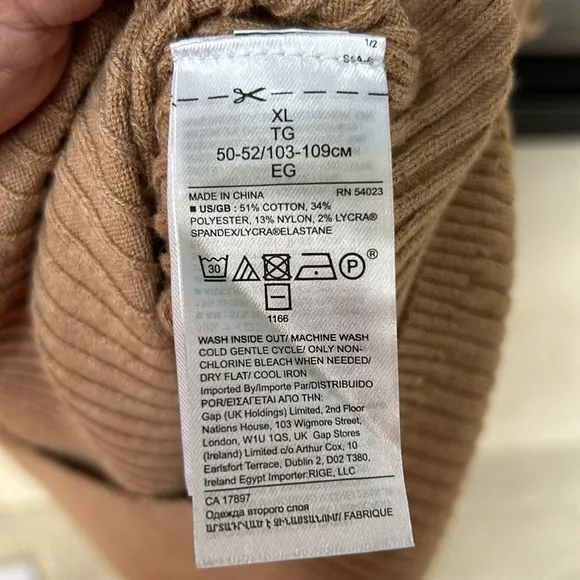 1/2
XL
TG
50-52/103-109CM
EG
MADE IN CHINA RN 54023
■ US/GB : 51% COTTON, 34%
POLYESTER, 13% NYLON, 2% LYCRA®
SPANDEX/LYCRA®ELASTANE
30 P®
1166
WASH INSIDE OUT/ MACHINE WASH
COLD GENTLE CYCLE/ ONLY NON-
CHLORINE BLEACH WHEN NEEDED/
DRY FLAT/ COOL IRON
Imported By/Importe Par/DISTRIBUIDO
POR/ΕΙΣΑΓΕΤΑΙ ΑΠΟ ΤΗΝ:
Gap (UK Holdings) Limited, 2nd Floor
Nations House, 103 Wigmore Street,
London, W1U 1QS, UK Gap Stores
(Ireland) Limited c/o Arthur Cox, 10
Earlsfort Terrace, Dublin 2, D02 T380,
Ireland Egypt Importer:RIGE, LLC
CA 17897
Одежда второго слоя
ԱՐՏԱԴՐՎԱԾ Է ՉԻՆԱՍՏԱՆՈՒՄ/ FABRIQUE